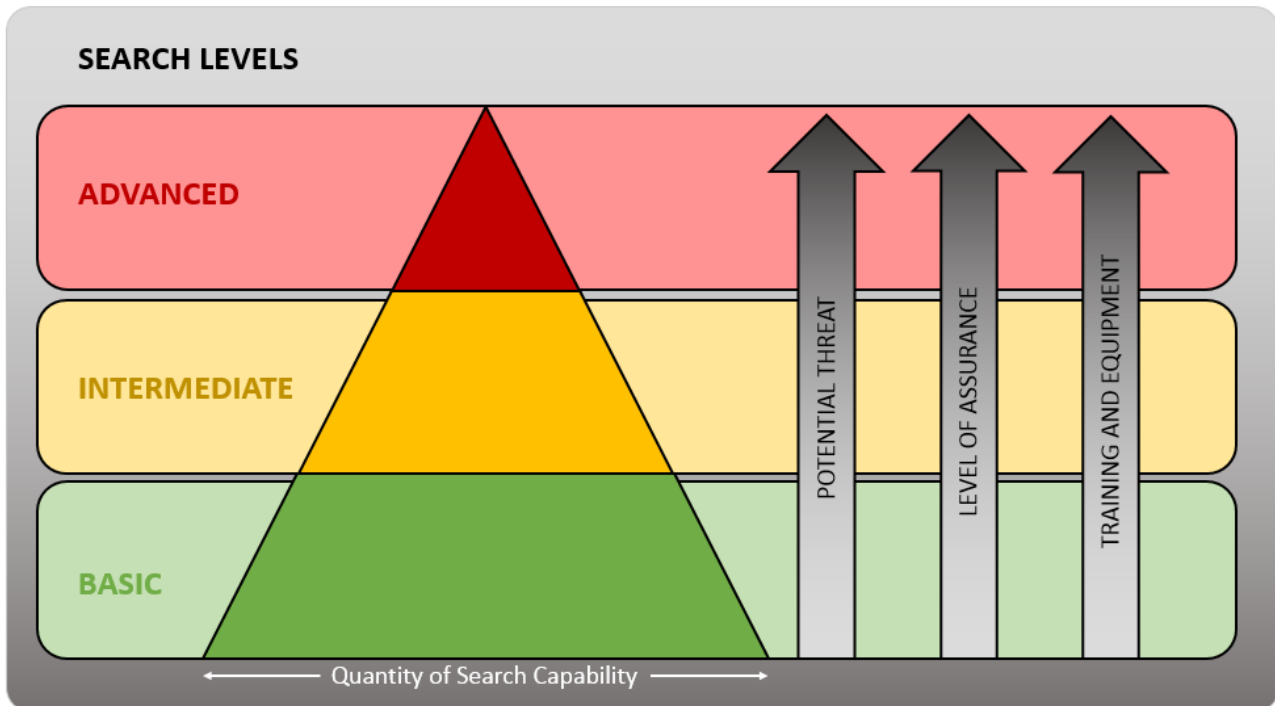 SEARCH LEVELS
ADVANCED
INTERMEDIATE
BASIC
POTENTIAL THREAT
LEVEL OF ASSURANCE
TRAINING AND EQUIPMENT
Quantity of Search Capability